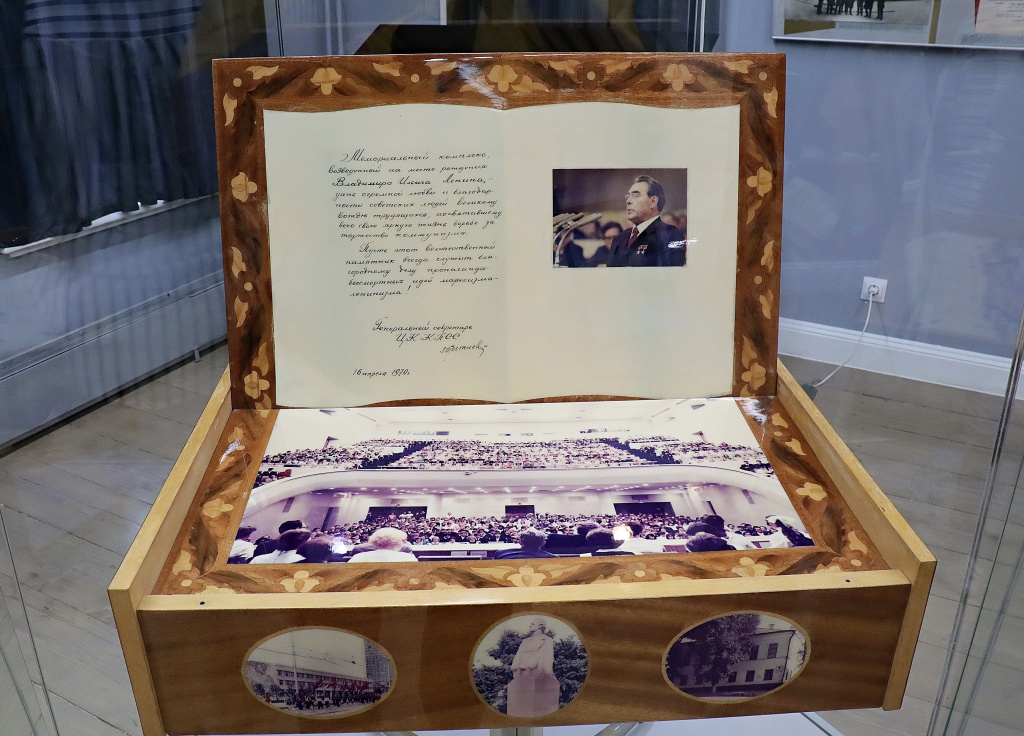 Мемориальный комплекс,
возведенный на месте рождения
Владимира Ильича Ленина, –
дань огромной любви и благодар-
ности советских людей великому
вождю трудящихся, посвятившему
всю свою яркую жизнь борьбе за
торжество коммунизма.
Пусть этот величественный
памятник всегда служит бла-
городному делу пропаганды
бессмертных идей марксизма-
ленинизма!
Генеральный секретарь
ЦК КПСС
16 апреля 1970г.